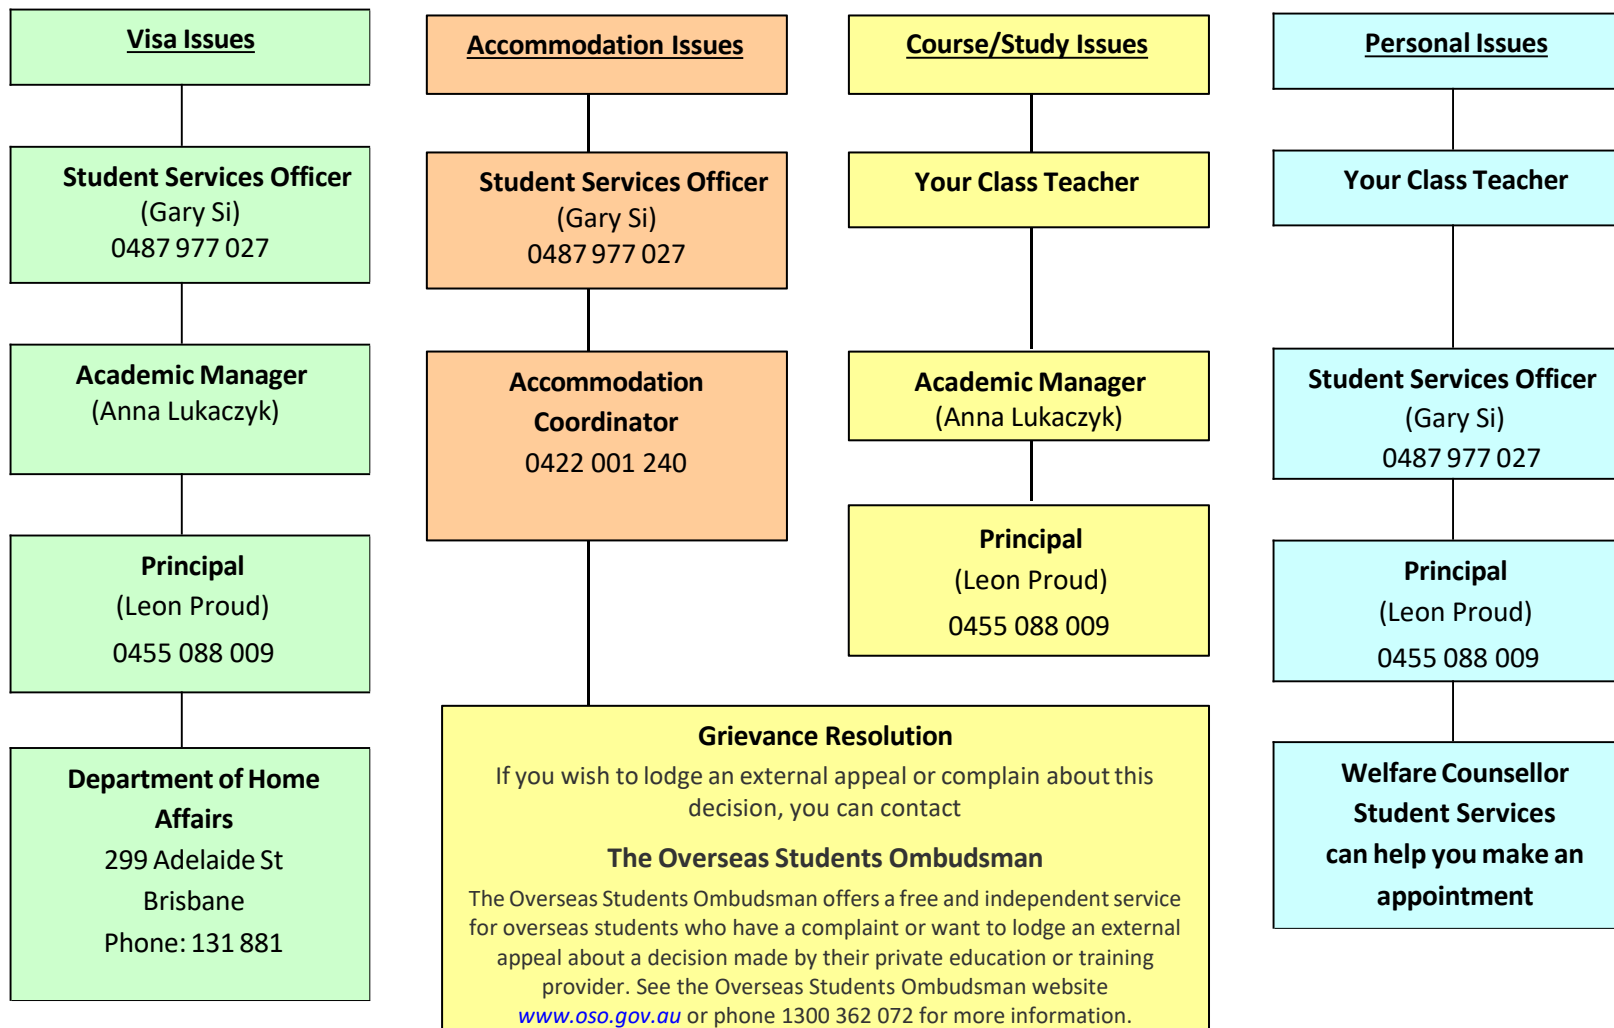 Visa Issues
Student Services Officer
(Gary Si)
0487 977 027
Academic Manager
(Anna Lukaczyk)
Principal
(Leon Proud)
0455 088 009
Department of Home
Affairs
299 Adelaide St
Brisbane
Phone: 131 881
Accommodation Issues
Student Services Officer
(Gary Si)
0487 977 027
Accommodation
Coordinator
0422 001 240
Course/Study Issues
Your Class Teacher
Academic Manager
(Anna Lukaczyk)
Principal
(Leon Proud)
0455 088 009
Grievance Resolution
If you wish to lodge an external appeal or complain about this
decision, you can contact
The Overseas Students Ombudsman
The Overseas Students Ombudsman offers a free and independent service
for overseas students who have a complaint or want to lodge an external
appeal about a decision made by their private education or training
provider. See the Overseas Students Ombudsman website
www.oso.gov.au or phone 1300 362 072 for more information.
Personal Issues
Your Class Teacher
Student Services Officer
(Gary Si)
0487 977 027
Principal
(Leon Proud)
0455 088 009
Welfare Counsellor
Student Services
can help you make an
appointment